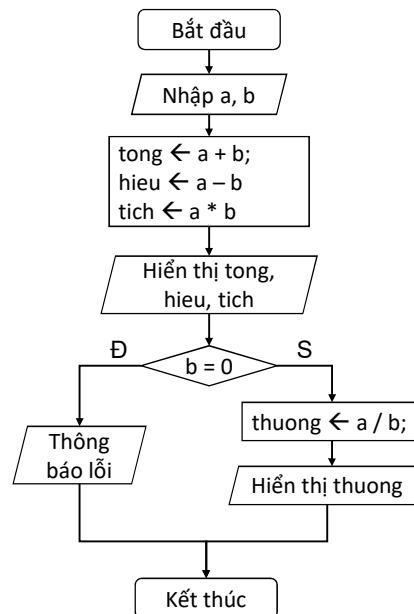 Bắt đầu
Nhập a, b
tong ← a + b;
hieu ← a – b
tich ← a * b
Hiển thị tong,
hieu, tich
Đ
S
b = 0
thuong ← a / b;
Thông
báo lỗi
Hiển thị thuong
Kết thúc